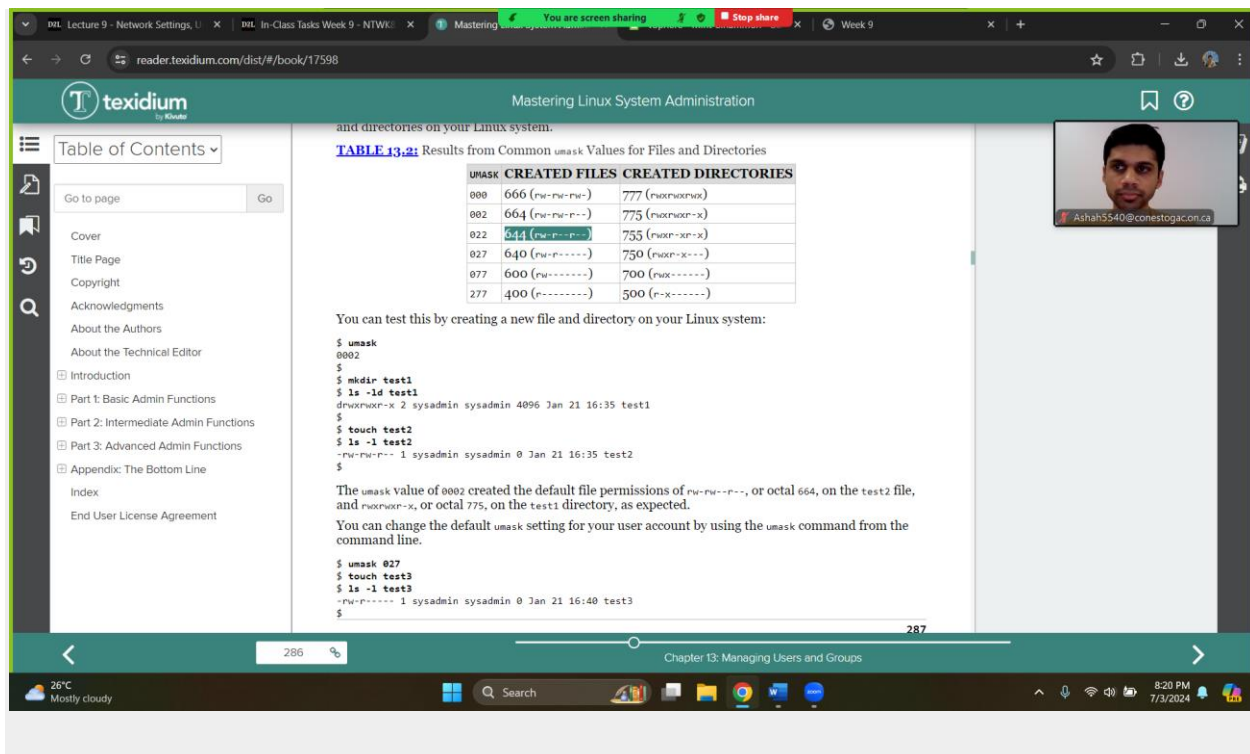 Lecture 9 - Network Settings, U
In-Class Tasks Week 9 - NTWK
Mastering
You are screen sharing
Stop share
Week 9
reader.texidium.com/dist/#/book/17598
texidium
by Kivuto
Mastering Linux System Administration
Table of Contents
Go to page
Go
Cover
Title Page
Copyright
Acknowledgments
About the Authors
About the Technical Editor
Introduction
Part 1: Basic Admin Functions
Part 2: Intermediate Admin Functions
Part 3: Advanced Admin Functions
Appendix: The Bottom Line
Index
End User License Agreement
and directories on your Linux system.
TABLE 13.2: Results from Common umask Values for Files and Directories
UMASK CREATED FILES CREATED DIRECTORIES
000 666 (rw-rw-rw-) 777 (rwxrwxrwx)
002 664 (rw-rw-r--) 775 (rwxrwxr-x)
022 644 (rw-r--r--) 755 (rwxr-xr-x)
027 640 (rw-r-----) 750 (rwxr-x---)
077 600 (rw-------) 700 (rwx------)
277 400 (r--------) 500 (r-x------)
You can test this by creating a new file and directory on your Linux system:
$ umask
0002
$
$ mkdir test1
$ ls -ld test1
drwxrwxr-x 2 sysadmin sysadmin 4096 Jan 21 16:35 test1
$
$ touch test2
$ ls -l test2
-rw-rw-r-- 1 sysadmin sysadmin 0 Jan 21 16:35 test2
$
The umask value of 0002 created the default file permissions of rw-rw--r--, or octal 664, on the test2 file,
and rwxrwxr-x, or octal 775, on the test1 directory, as expected.
You can change the default umask setting for your user account by using the umask command from the
command line.
$ umask 027
$ touch test3
$ ls -l test3
-rw-r----- 1 sysadmin sysadmin 0 Jan 21 16:40 test3
$
287
Ashah5540@conestogac.on.ca
286
Chapter 13: Managing Users and Groups
26°C
Mostly cloudy
Search
8:20 PM
7/3/2024